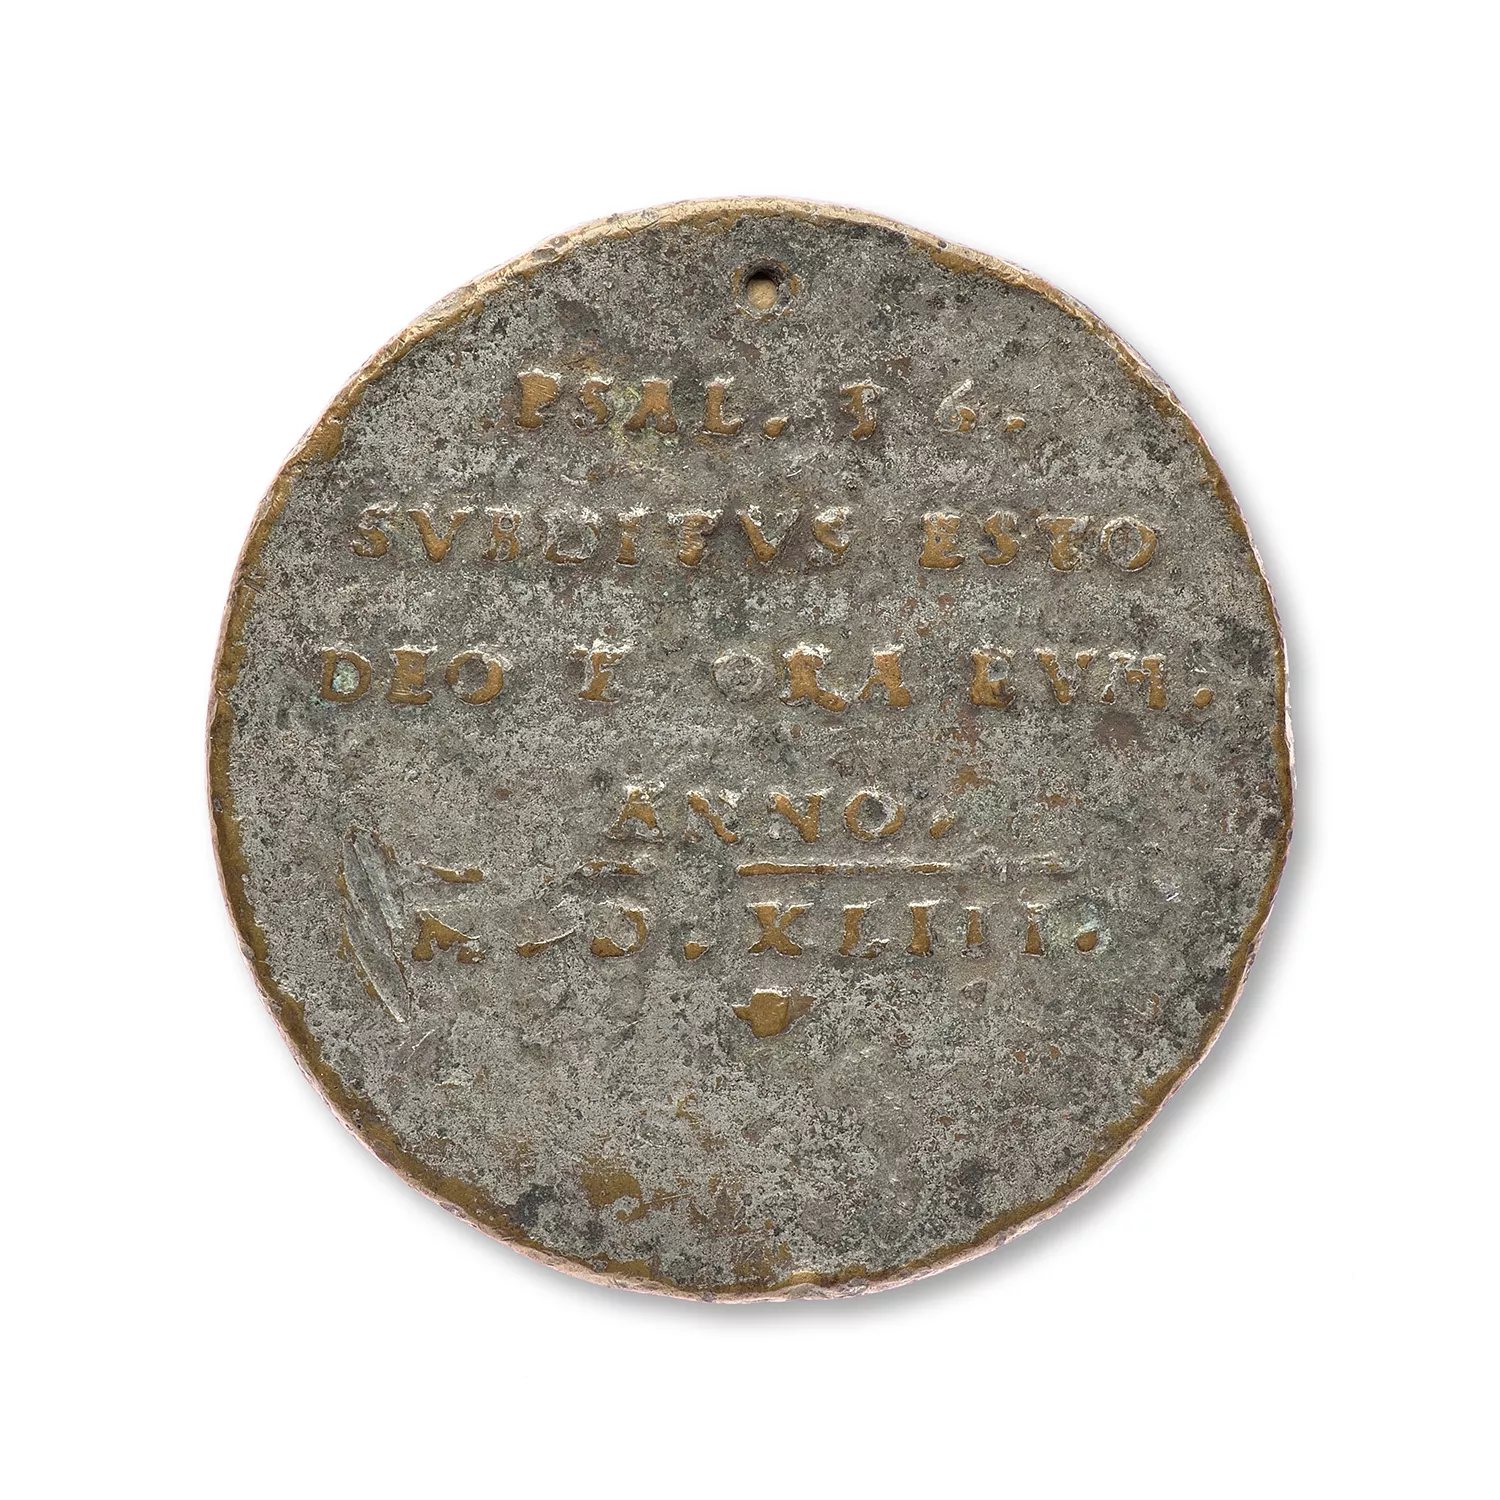 PSAL. 36.
SVBDITVS ESTO
DEO ET ORA EVM.
ANNO.
M.D.XLIII.